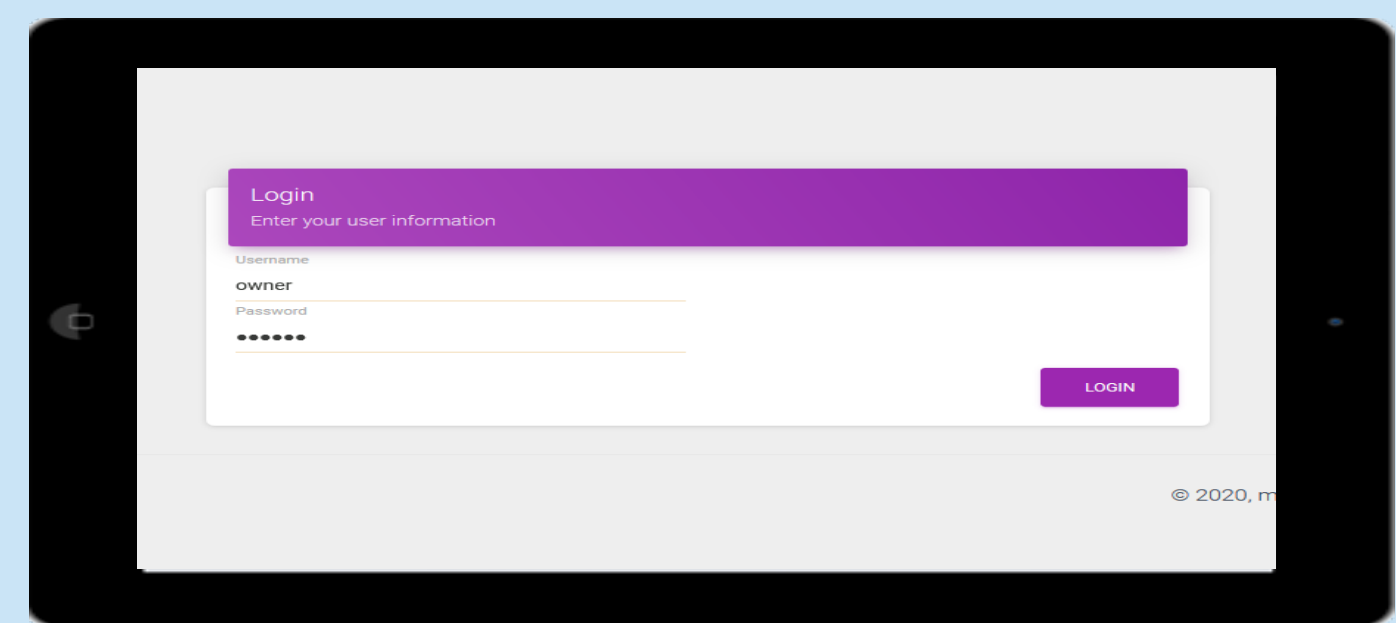 Login
Enter your user information
Username
owner
Password
••••••
LOGIN
© 2020, m